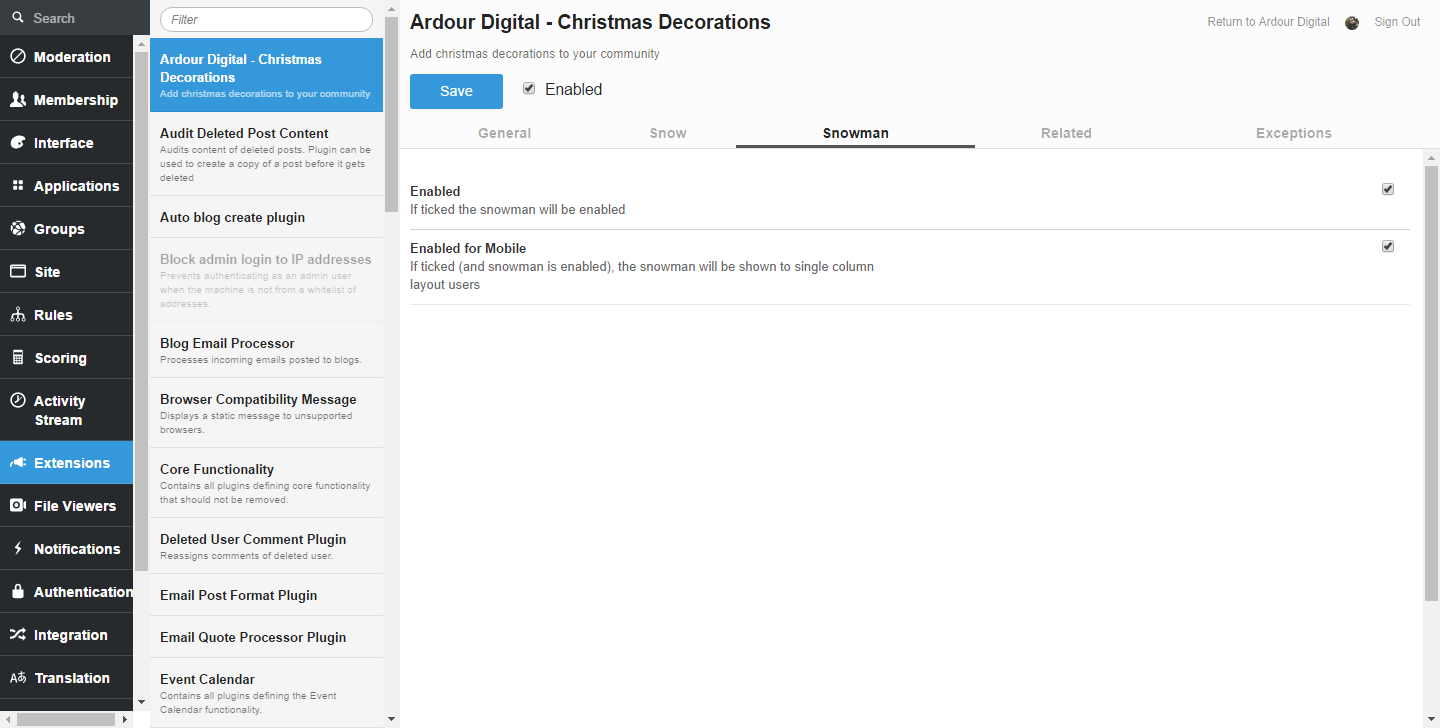 Search
Moderation
Membership
Interface
Applications
Groups
Site
Rules
Scoring
Activity
Stream
Extensions
File Viewers
Notifications
Authentication
Integration
Translation
Filter
Ardour Digital - Christmas
Decorations
Add christmas decorations to your community
Audit Deleted Post Content
Audits content of deleted posts. Plugin can be
used to create a copy of a post before it gets
deleted
Auto blog create plugin
Block admin login to IP addresses
Prevents authenticating as an admin user
when the machine is not from a whitelist of
addresses.
Blog Email Processor
Processes incoming emails posted to blogs.
Browser Compatibility Message
Displays a static message to unsupported
browsers.
Core Functionality
Contains all plugins defining core functionality
that should not be removed.
Deleted User Comment Plugin
Reassigns comments of deleted user.
Email Post Format Plugin
Email Quote Processor Plugin
Event Calendar
Contains all plugins defining the Event
Calendar functionality.
Ardour Digital - Christmas Decorations
Return to Ardour Digital
Sign Out
Add christmas decorations to your community
Save
Enabled
General
Snow
Snowman
Related
Exceptions
Enabled
If ticked the snowman will be enabled
Enabled for Mobile
If ticked (and snowman is enabled), the snowman will be shown to single column
layout users